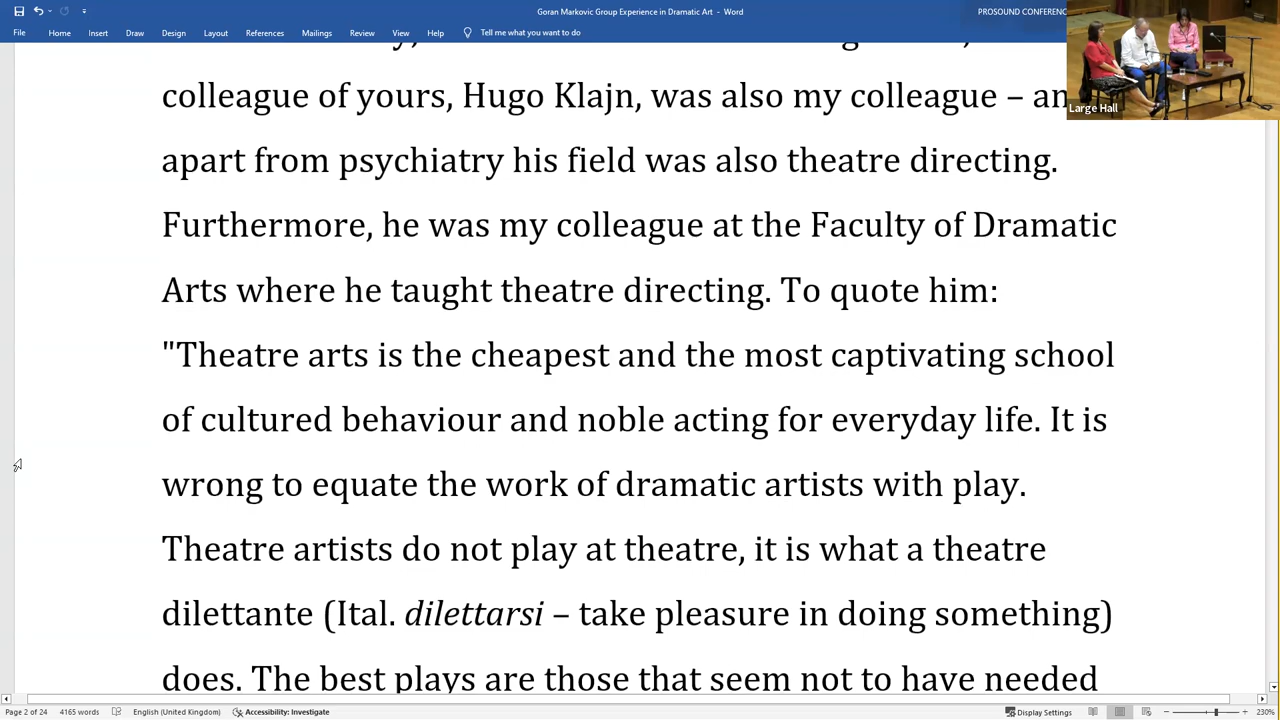 Goran Markovic Group Experience in Dramatic Art - Word
PROSOUND CONFERENC
File Home Insert Draw Design Layout References Mailings Review View Help Tell me what you want to do
Large Hall
colleague of yours, Hugo Klajn, was also my colleague – an
apart from psychiatry his field was also theatre directing.
Furthermore, he was my colleague at the Faculty of Dramatic
Arts where he taught theatre directing. To quote him:
"Theatre arts is the cheapest and the most captivating school
of cultured behaviour and noble acting for everyday life. It is
wrong to equate the work of dramatic artists with play.
Theatre artists do not play at theatre, it is what a theatre
dilettante (Ital. dilettarsi – take pleasure in doing something)
does. The best plays are those that seem not to have needed
Page 2 of 24 4165 words English (United Kingdom) Accessibility: Investigate Display Settings 230%